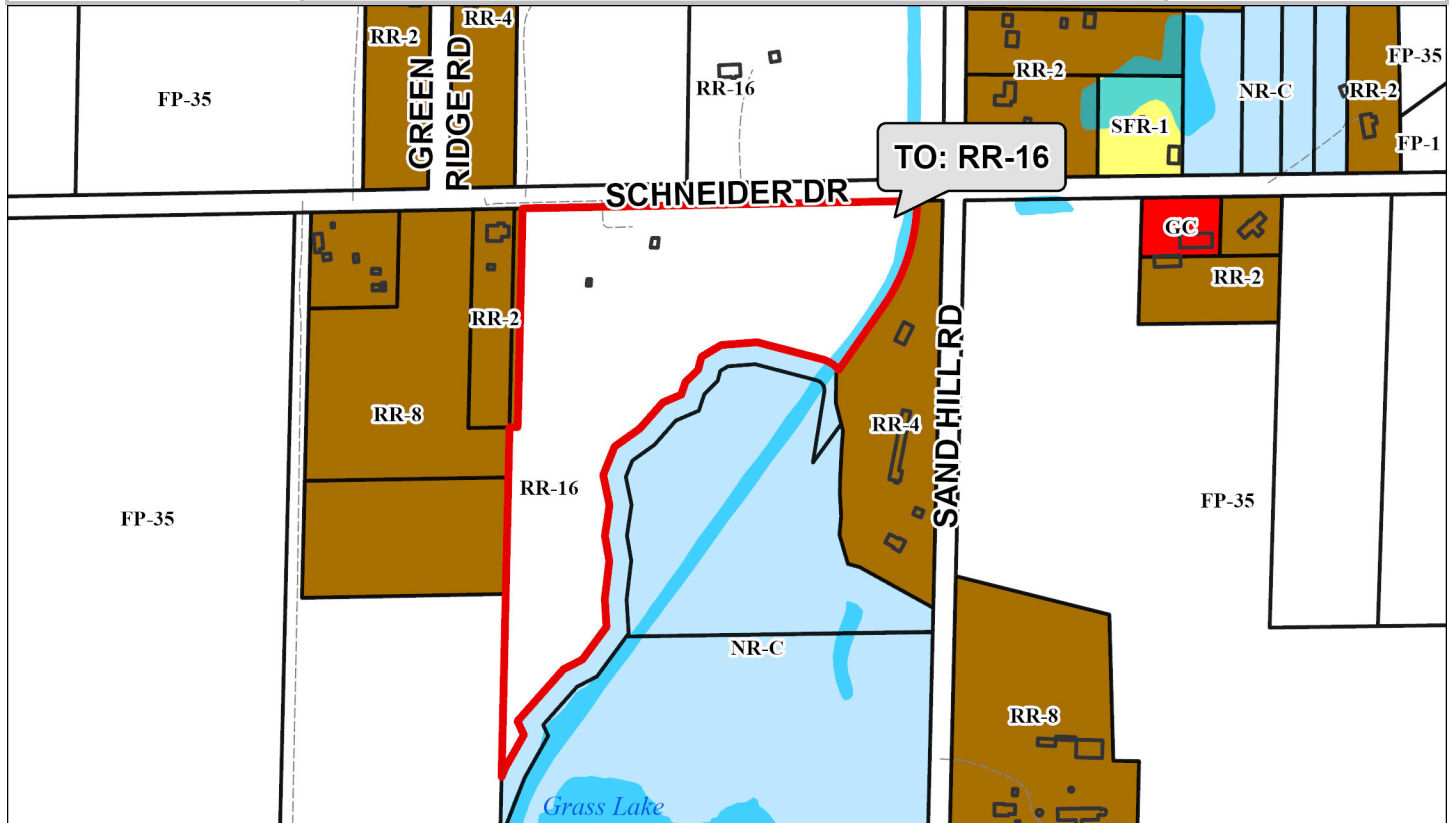 RR-4
RR-2
FP-35
GREEN
RIDGE RD
RR-16
RR-2
NR-C
RR-2
FP-35
SFR-1
FP-1
TO: RR-16
SCHNEIDER DR
GC
RR-2
RR-2
SAND HILL RD
RR-8
RR-4
RR-16
FP-35
FP-35
NR-C
RR-8
Grass Lake